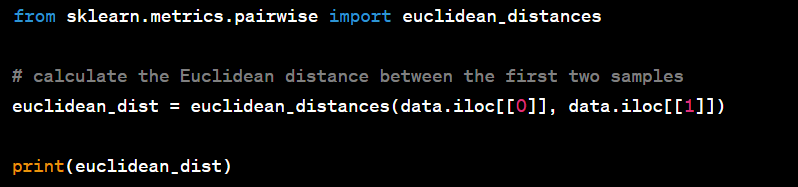 from sklearn.metrics.pairwise import euclidean_distances
# calculate the Euclidean distance between the first two samples
euclidean_dist = euclidean_distances(data.iloc[[0]], data.iloc[[1]])
print(euclidean_dist)